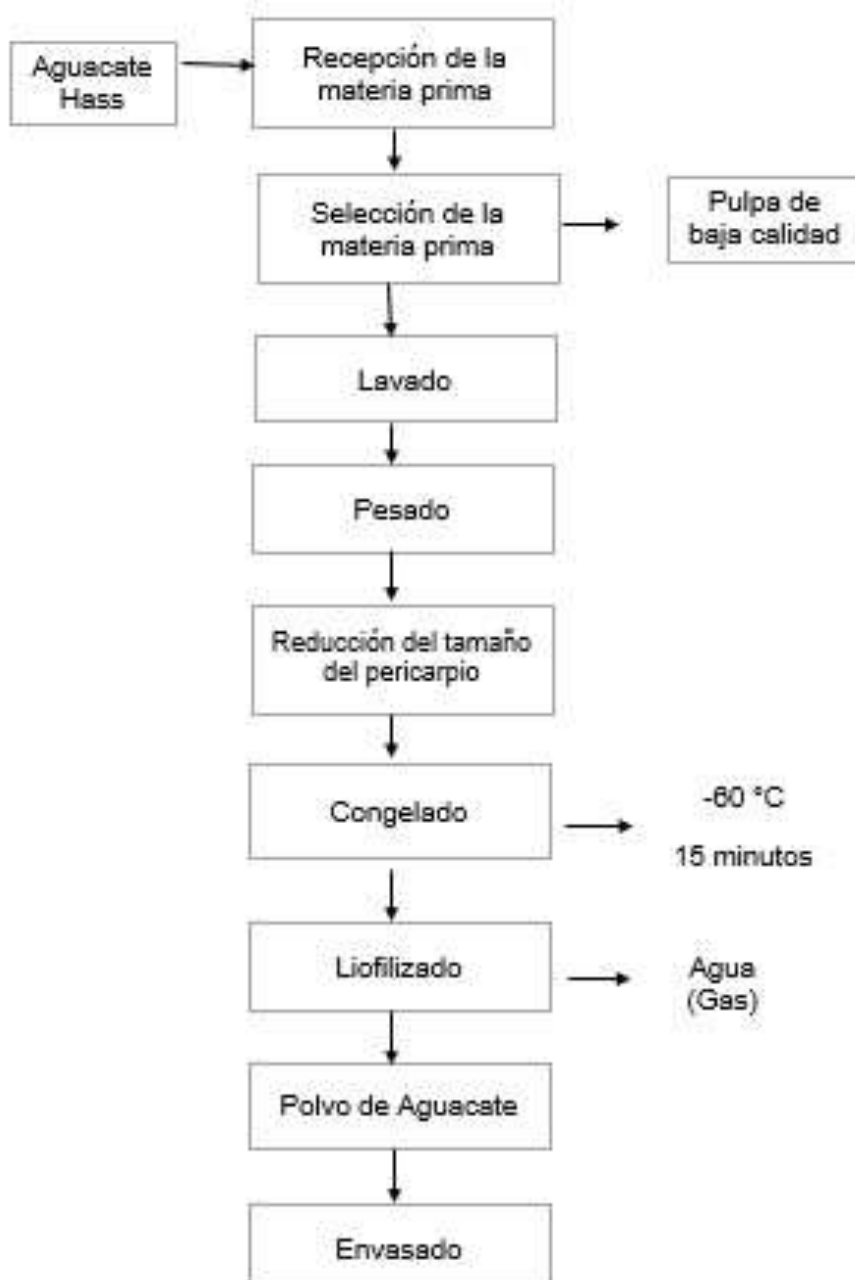 Aguacate
Hass
Recepción de la
materia prima
Selección de la
materia prima
Pulpa de
baja calidad
Lavado
Pesado
Reducción del tamaño
del pericarpio
Congelado
-60 °C
15 minutos
Liofilizado
Agua
(Gas)
Polvo de Aguacate
Envasado